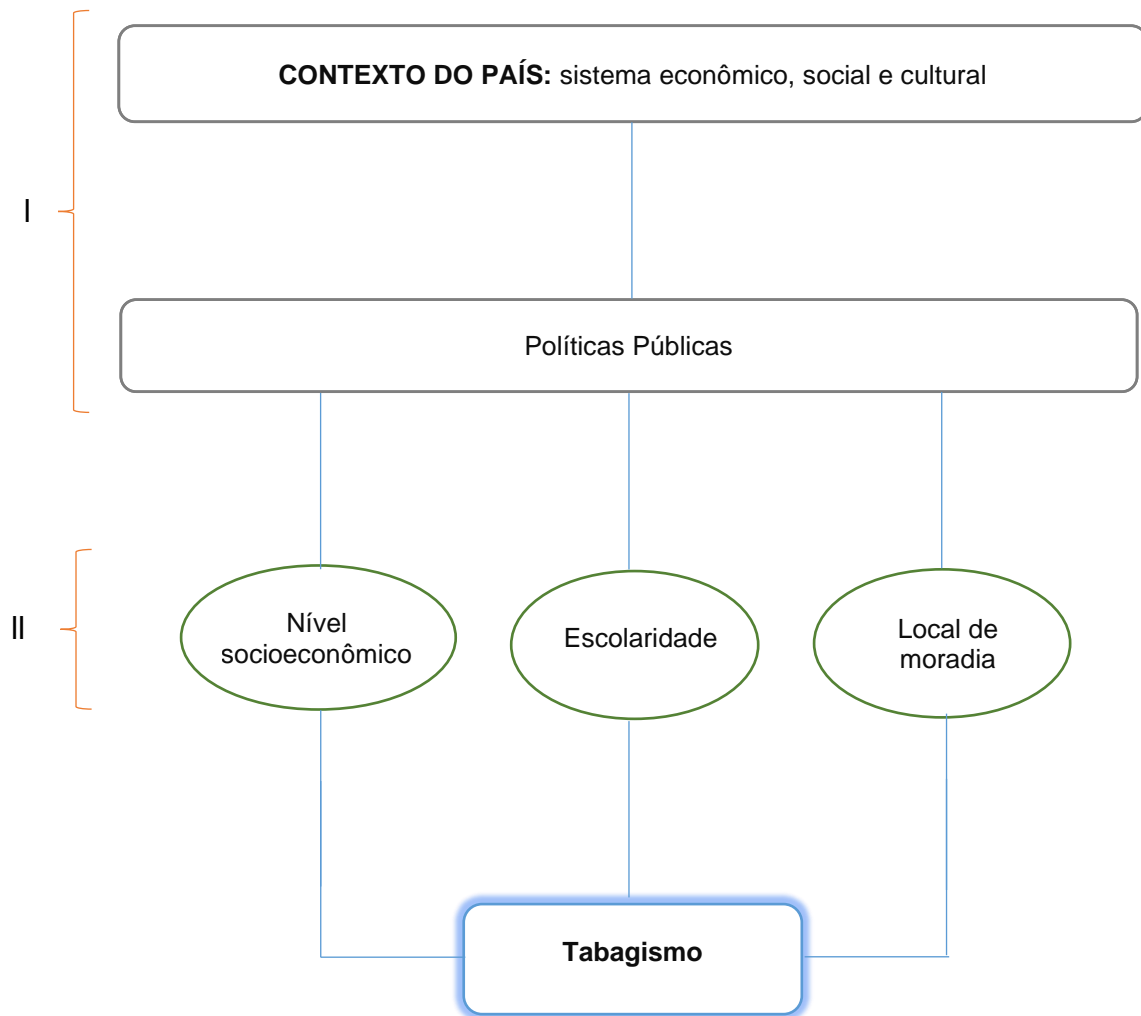 CONTEXTO DO PAÍS: sistema econômico, social e cultural
I
Políticas Públicas
II
Nível
socioeconômico
Escolaridade
Local de
moradia
Tabagismo